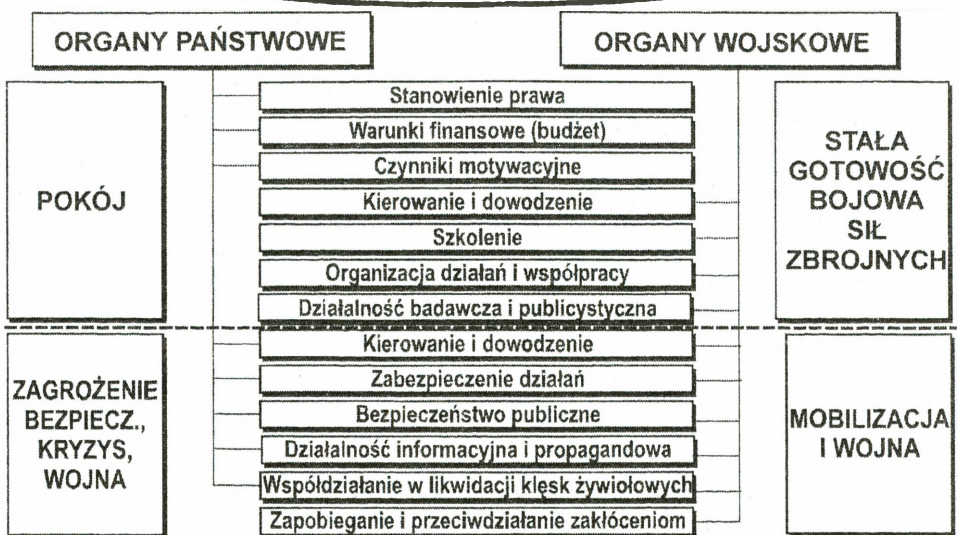 ORGANY PAŃSTWOWE
ORGANY WOJSKOWE
POKÓJ
Stanowienie prawa
Warunki finansowe (budżet)
Czynniki motywacyjne
Kierowanie i dowodzenie
Szkolenie
Organizacja działań i współpracy
Działalność badawcza i publicystyczna
STAŁA
GOTOWOŚĆ
BOJOWA
SIŁ
ZBROJNYCH
ZAGROŻENIE
BEZPIECZ.,
KRYZYS,
WOJNA
Kierowanie i dowodzenie
Zabezpieczenie działań
Bezpieczeństwo publiczne
Działalność informacyjna i propagandowa
Współdziałanie w likwidacji klęsk żywiołowych
Zapobieganie i przeciwdziałanie zakłóceniom
MOBILIZACJA
I WOJNA